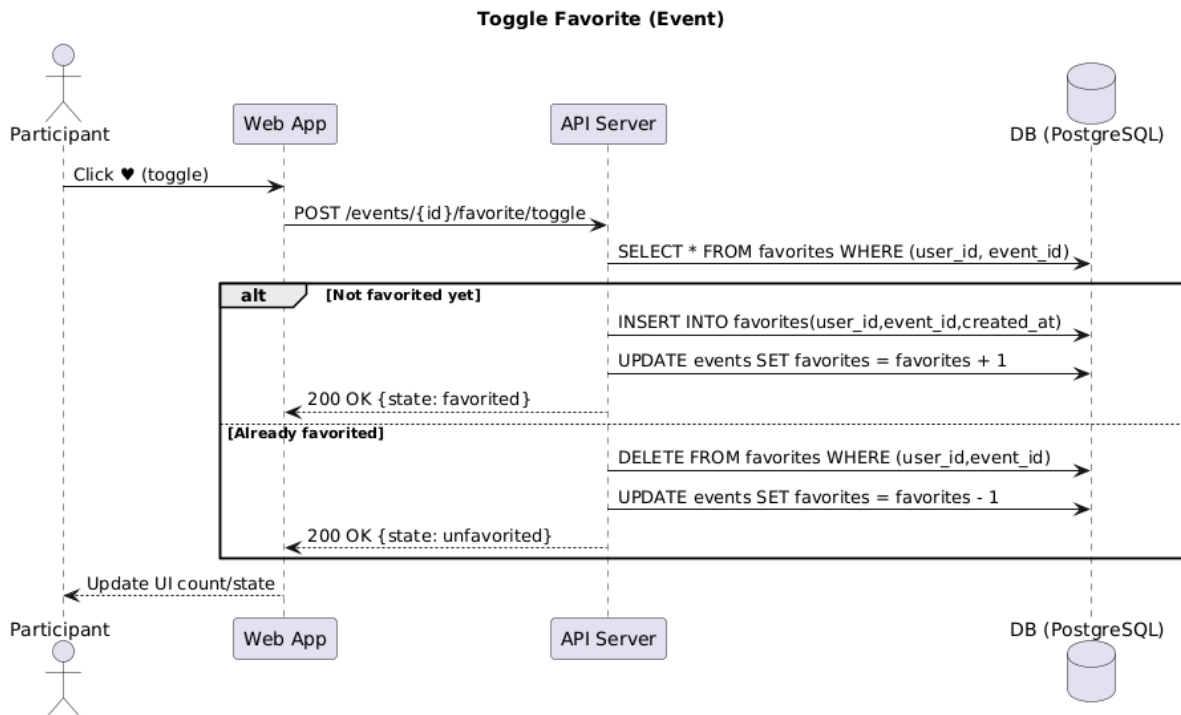 Toggle Favorite (Event)
Participant
Web App
API Server
DB (PostgreSQL)
Click ♥ (toggle)
POST /events/{id}/favorite/toggle
SELECT * FROM favorites WHERE (user_id, event_id)
alt [Not favorited yet]
INSERT INTO favorites(user_id,event_id,created_at)
UPDATE events SET favorites = favorites + 1
200 OK {state: favorited}
[Already favorited]
DELETE FROM favorites WHERE (user_id,event_id)
UPDATE events SET favorites = favorites - 1
200 OK {state: unfavorited}
Update UI count/state
Participant
Web App
API Server
DB (PostgreSQL)